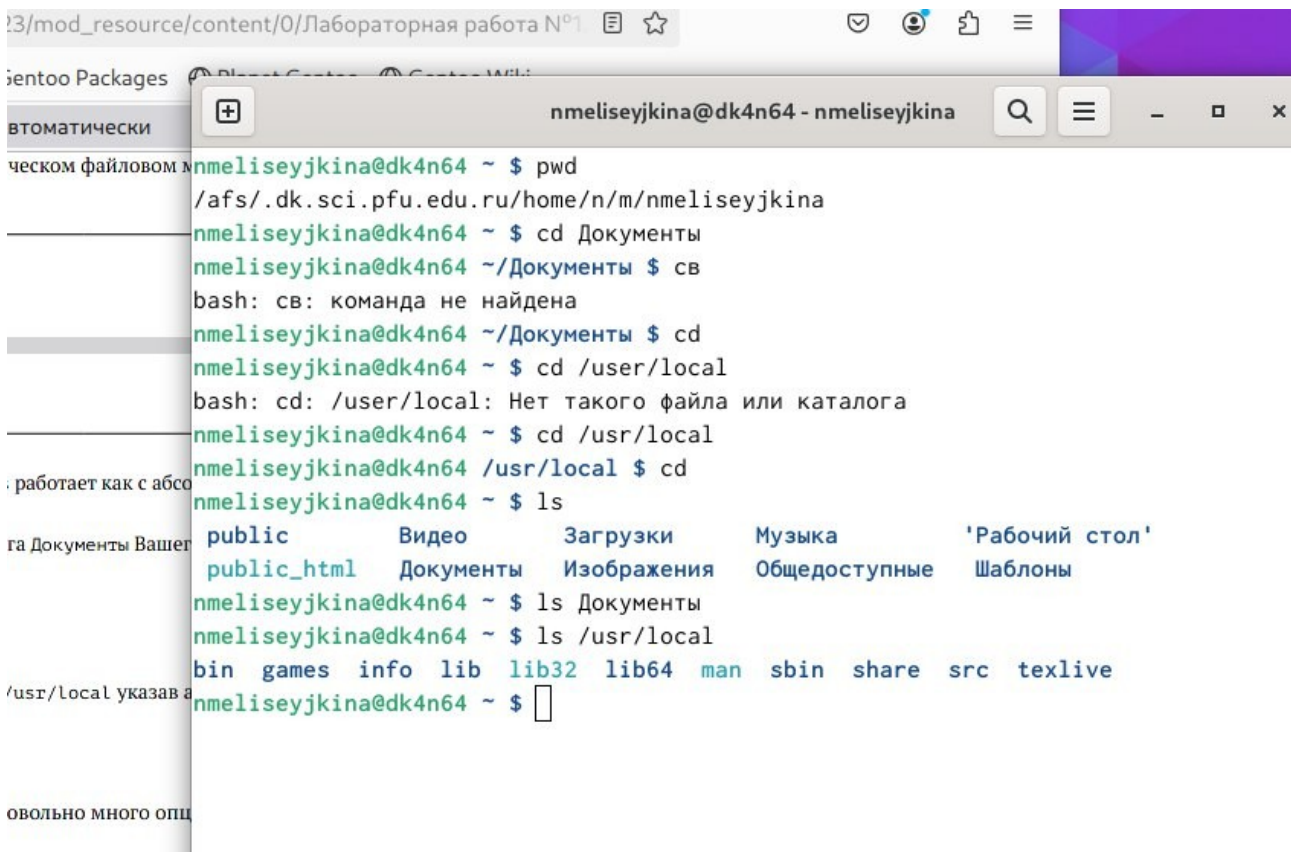 23/mod_resource/content/0/Лабораторная работа №1
Gentoo Packages
nmeliseyjkina@dk4n64 - nmeliseyjkina
втоматически
ческом файловом м
nmeliseyjkina@dk4n64 ~ $ pwd
/afs/.dk.sci.pfu.edu.ru/home/n/m/nmeliseyjkina
nmeliseyjkina@dk4n64 ~ $ cd Документы
nmeliseyjkina@dk4n64 ~/Документы $ св
bash: св: команда не найдена
nmeliseyjkina@dk4n64 ~/Документы $ cd
nmeliseyjkina@dk4n64 ~ $ cd /user/local
bash: cd: /user/local: Нет такого файла или каталога
nmeliseyjkina@dk4n64 ~ $ cd /usr/local
nmeliseyjkina@dk4n64 /usr/local $ cd
работает как с абсо
nmeliseyjkina@dk4n64 ~ $ ls
public Видео Загрузки Музыка 'Рабочий стол'
га Документы Вашег
public_html Документы Изображения Общедоступные Шаблоны
nmeliseyjkina@dk4n64 ~ $ ls Документы
nmeliseyjkina@dk4n64 ~ $ ls /usr/local
bin games info lib lib32 lib64 man sbin share src texlive
/usr/local указав а
nmeliseyjkina@dk4n64 ~ $
овольно много опц